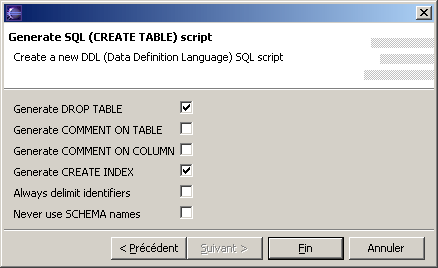 Generate SQL (CREATE TABLE) script
Create a new DDL (Data Definition Language) SQL script
Generate DROP TABLE
Generate COMMENT ON TABLE
Generate COMMENT ON COLUMN
Generate CREATE INDEX
Always delimit identifiers
Never use SCHEMA names
< Précédent Suivant > Fin Annuler